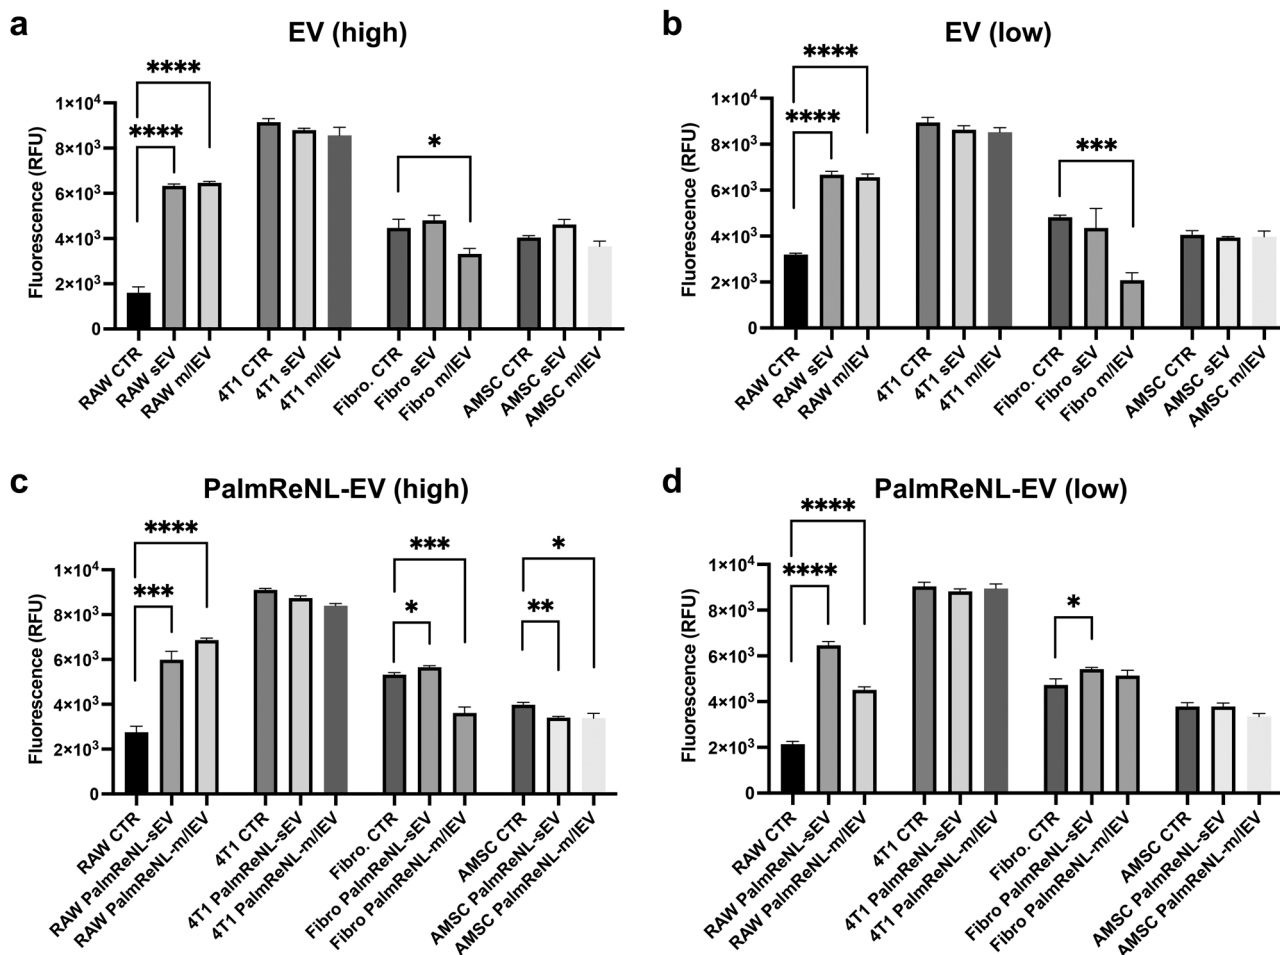 a
EV (high)
****
****
*
Fluorescence (RFU)
1×10⁴
8×10³
6×10³
4×10³
2×10³
0
RAW CTR
RAW sEV
RAW m/lEV
4T1 CTR
4T1 sEV
4T1 m/lEV
Fibro. CTR
Fibro sEV
Fibro m/lEV
AMSC CTR
AMSC sEV
AMSC m/lEV
b
EV (low)
****
****
***
Fluorescence (RFU)
1×10⁴
8×10³
6×10³
4×10³
2×10³
0
RAW CTR
RAW sEV
RAW m/lEV
4T1 CTR
4T1 sEV
4T1 m/lEV
Fibro. CTR
Fibro sEV
Fibro m/lEV
AMSC CTR
AMSC sEV
AMSC m/lEV
c
PalmReNL-EV (high)
****
***
***
*
*
**
Fluorescence (RFU)
1×10⁴
8×10³
6×10³
4×10³
2×10³
0
RAW CTR
RAW PalmReNL-sEV
RAW PalmReNL-m/lEV
4T1 CTR
4T1 PalmReNL-sEV
4T1 PalmReNL-m/lEV
Fibro. CTR
Fibro PalmReNL-sEV
Fibro PalmReNL-m/lEV
AMSC CTR
AMSC PalmReNL-sEV
AMSC PalmReNL-m/lEV
d
PalmReNL-EV (low)
****
****
*
Fluorescence (RFU)
1×10⁴
8×10³
6×10³
4×10³
2×10³
0
RAW CTR
RAW PalmReNL-sEV
RAW PalmReNL-m/lEV
4T1 CTR
4T1 PalmReNL-sEV
4T1 PalmReNL-m/lEV
Fibro. CTR
Fibro PalmReNL-sEV
Fibro PalmReNL-m/lEV
AMSC CTR
AMSC PalmReNL-sEV
AMSC PalmReNL-m/lEV